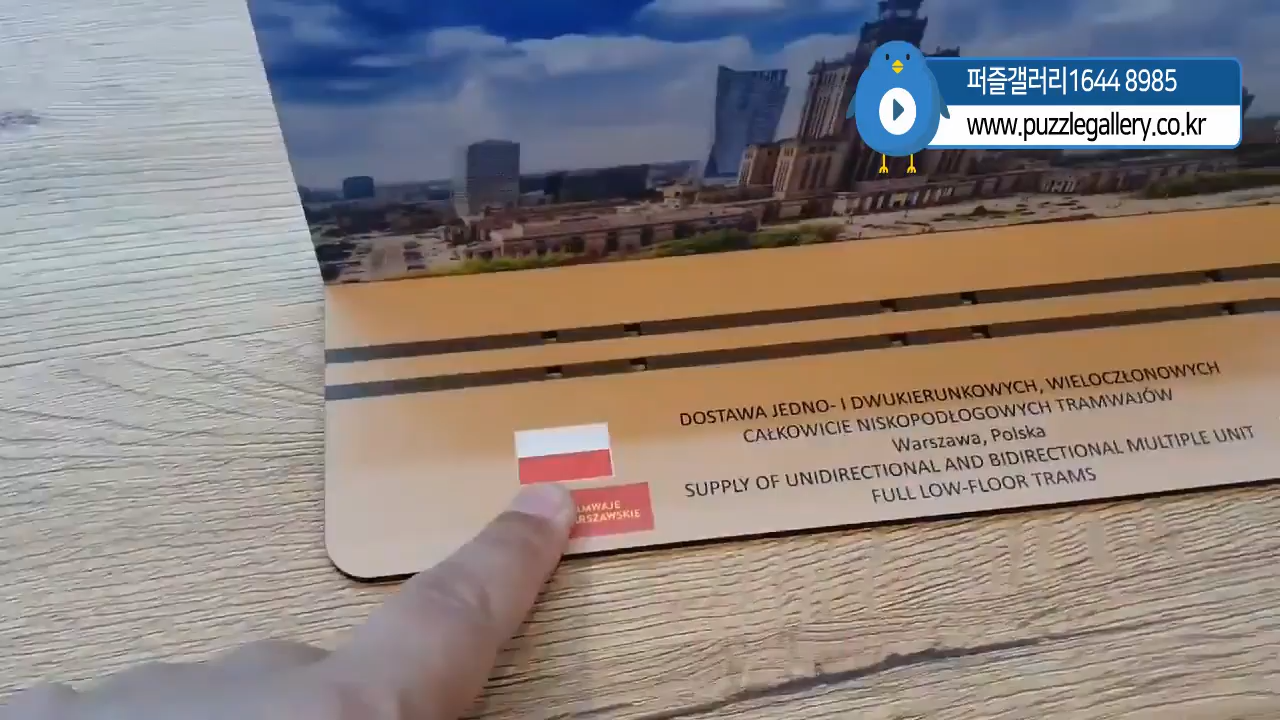 퍼즐갤러리1644 8985
www.puzzlegallery.co.kr
DOSTAWA JEDNO- I DWUKIERUNKOWYCH, WIELOCZŁONOWYCH
CAŁKOWICIE NISKOPODŁOGOWYCH TRAMWAJÓW
Warszawa, Polska
SUPPLY OF UNIDIRECTIONAL AND BIDIRECTIONAL MULTIPLE UNIT
FULL LOW-FLOOR TRAMS